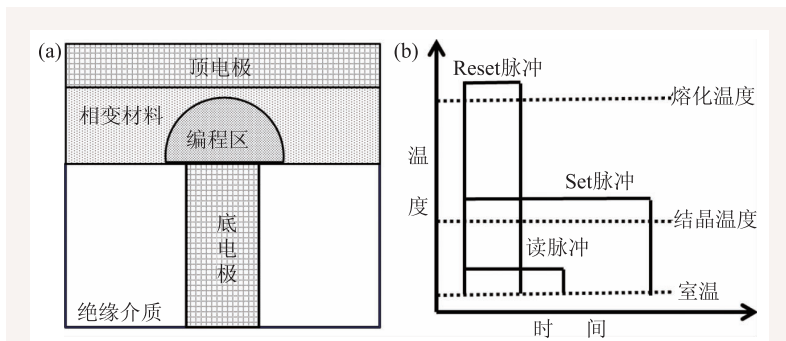 (a)
顶电极
相变材料
编程区
底电极
绝缘介质
(b)
Reset脉冲
熔化温度
温度
Set脉冲
结晶温度
读脉冲
室温
时 间